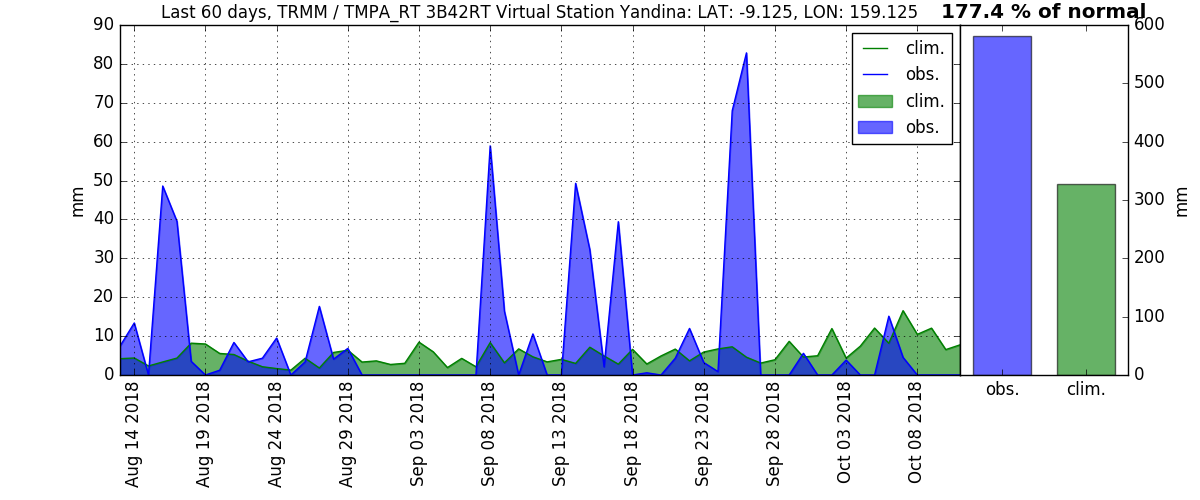 Last 60 days, TRMM / TMPA_RT 3B42RT Virtual Station Yandina: LAT: -9.125, LON: 159.125
177.4 % of normal
90
80
70
60
50
40
30
20
10
0
mm
clim.
obs.
clim.
obs.
600
500
400
300
200
100
0
mm
Aug 14 2018
Aug 19 2018
Aug 24 2018
Aug 29 2018
Sep 03 2018
Sep 08 2018
Sep 13 2018
Sep 18 2018
Sep 23 2018
Sep 28 2018
Oct 03 2018
Oct 08 2018
obs.
clim.